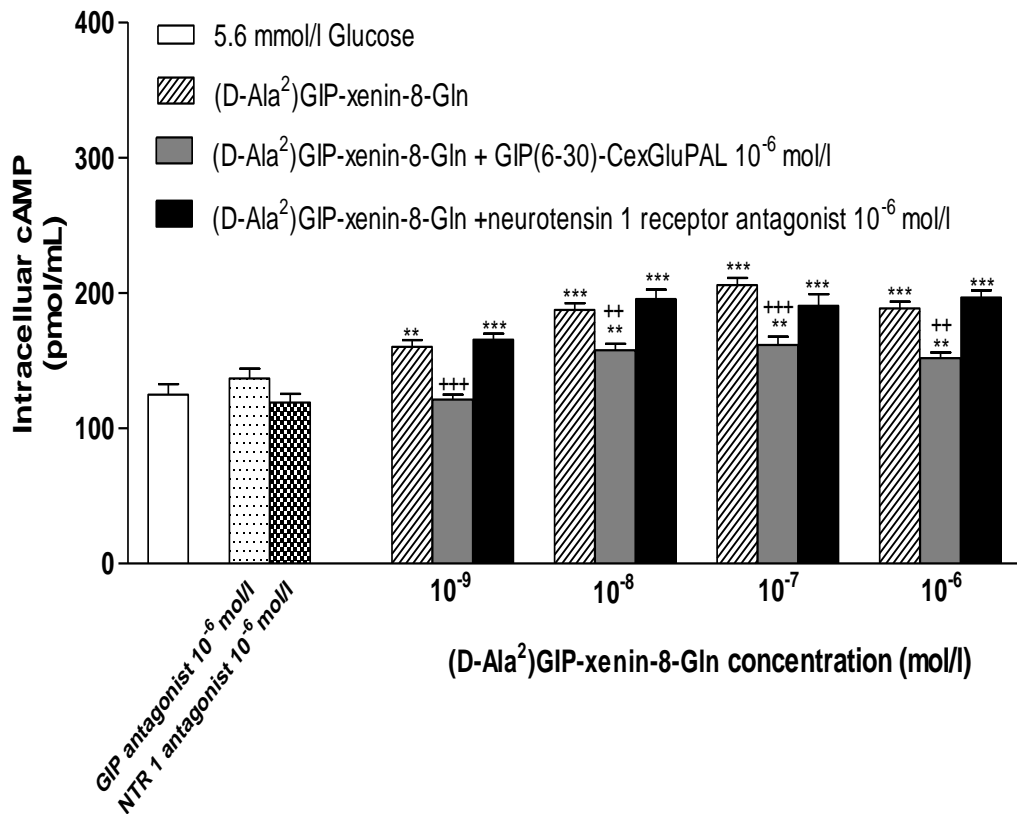 400
300
200
100
0
Intracelluar cAMP
(pmol/mL)
5.6 mmol/l Glucose
(D-Ala²)GIP-xenin-8-Gln
(D-Ala²)GIP-xenin-8-Gln + GIP(6-30)-CexGluPAL 10⁻⁶ mol/l
(D-Ala²)GIP-xenin-8-Gln +neurotensin 1 receptor antagonist 10⁻⁶ mol/l
** +++ ***
*** ++ ** ***
*** +++ ** ***
*** ++ ** ***
GIP antagonist 10⁻⁶ mol/l
NTR 1 antagonist 10⁻⁶ mol/l
10⁻⁹ 10⁻⁸ 10⁻⁷ 10⁻⁶
(D-Ala²)GIP-xenin-8-Gln concentration (mol/l)